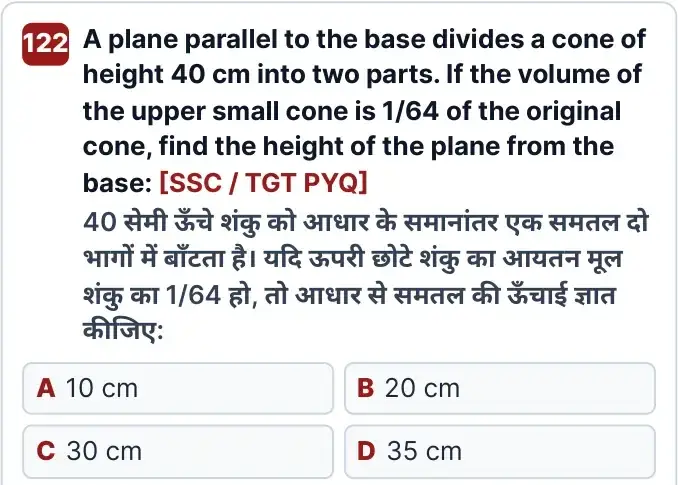 122 A plane parallel to the base divides a cone of
height 40 cm into two parts. If the volume of
the upper small cone is 1/64 of the original
cone, find the height of the plane from the
base: [SSC / TGT PYQ]
40 सेमी ऊँचे शंकु को आधार के समानांतर एक समतल दो
भागों में बाँटता है। यदि ऊपरी छोटे शंकु का आयतन मूल
शंकु का 1/64 हो, तो आधार से समतल की ऊँचाई ज्ञात
कीजिए:
A 10 cm
B 20 cm
C 30 cm
D 35 cm